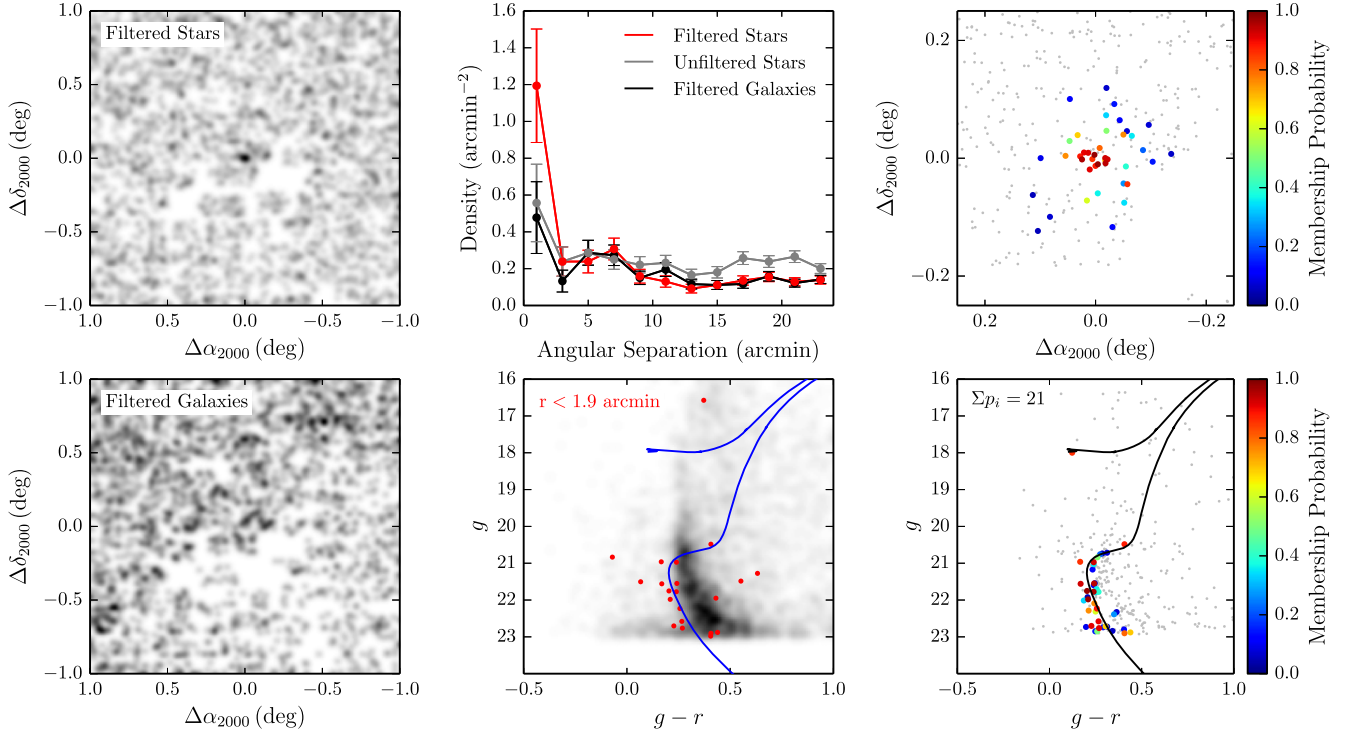 Filtered Stars
1.0
0.5
0.0
−0.5
−1.0
Δδ2000 (deg)
1.0 0.5 0.0 −0.5 −1.0
Δα2000 (deg)
Filtered Stars
Unfiltered Stars
Filtered Galaxies
1.6
1.4
1.2
1.0
0.8
0.6
0.4
0.2
0.0
Density (arcmin−2)
0 5 10 15 20
Angular Separation (arcmin)
0.2
0.0
−0.2
Δδ2000 (deg)
0.2 0.0 −0.2
Δα2000 (deg)
1.0
0.8
0.6
0.4
0.2
0.0
Membership Probability
Filtered Galaxies
1.0
0.5
0.0
−0.5
−1.0
Δδ2000 (deg)
1.0 0.5 0.0 −0.5 −1.0
Δα2000 (deg)
r < 1.9 arcmin
16
17
18
19
20
21
22
23
g
−0.5 0.0 0.5 1.0
g − r
Σpi = 21
16
17
18
19
20
21
22
23
g
−0.5 0.0 0.5 1.0
g − r
1.0
0.8
0.6
0.4
0.2
0.0
Membership Probability